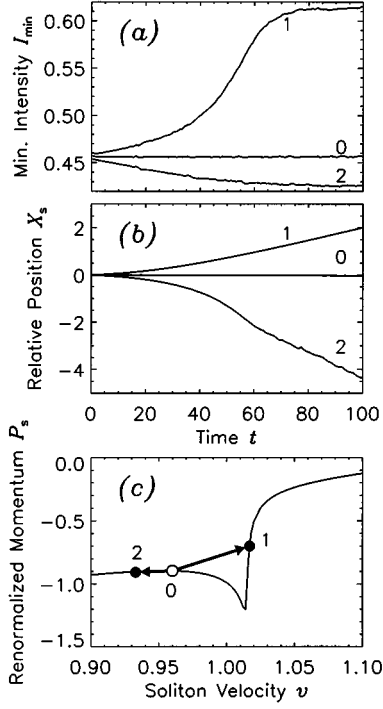 0.60
0.55
0.50
0.45
Min. Intensity I_min
(a)
1
0
2
2
0
-2
-4
Relative Position X_s
(b)
1
0
2
0 20 40 60 80 100
Time t
0.0
-0.5
-1.0
-1.5
Renormalized Momentum P_s
(c)
2
0
1
0.90 0.95 1.00 1.05 1.10
Soliton Velocity v